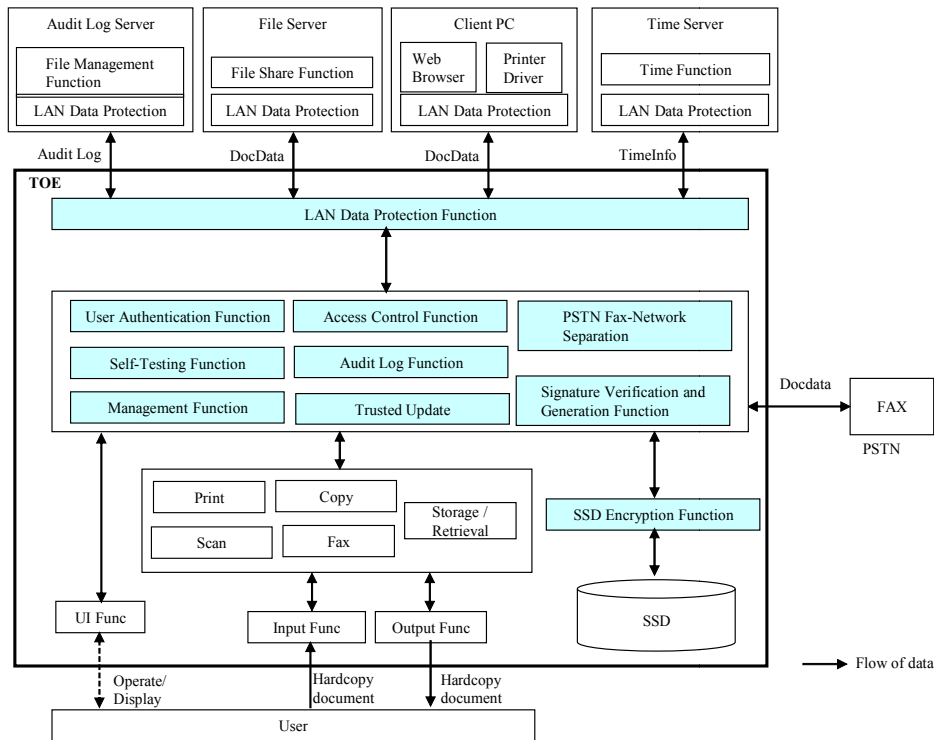 Audit Log Server
File Management
Function
LAN Data Protection
File Server
File Share Function
LAN Data Protection
Client PC
Web
Browser
Printer
Driver
LAN Data Protection
Time Server
Time Function
LAN Data Protection
Audit Log
DocData
DocData
TimeInfo
TOE
LAN Data Protection Function
User Authentication Function
Access Control Function
PSTN Fax-Network
Separation
Self-Testing Function
Audit Log Function
Management Function
Trusted Update
Signature Verification and
Generation Function
Docdata
FAX
PSTN
Print
Copy
Storage /
Retrieval
Scan
Fax
SSD Encryption Function
SSD
UI Func
Input Func
Output Func
Flow of data
Operate/
Display
Hardcopy
document
Hardcopy
document
User